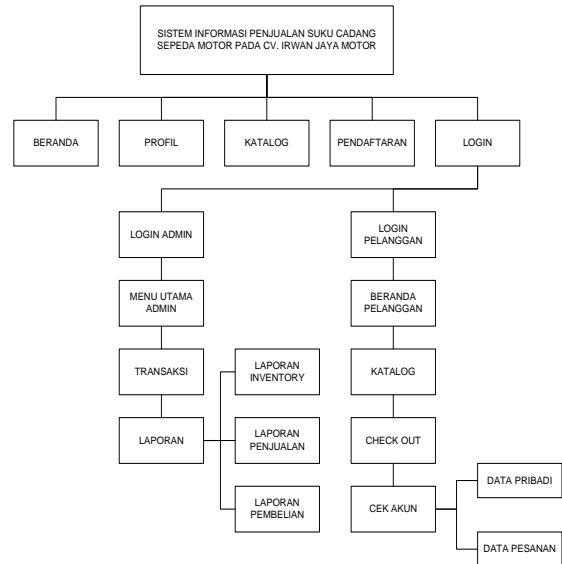 SISTEM INFORMASI PENJUALAN SUKU CADANG
SEPEDA MOTOR PADA CV. IRWAN JAYA MOTOR
BERANDA
PROFIL
KATALOG
PENDAFTARAN
LOGIN
LOGIN ADMIN
LOGIN
PELANGGAN
MENU UTAMA
ADMIN
BERANDA
PELANGGAN
TRANSAKSI
LAPORAN
INVENTORY
KATALOG
LAPORAN
LAPORAN
PENJUALAN
CHECK OUT
LAPORAN
PEMBELIAN
CEK AKUN
DATA PRIBADI
DATA PESANAN